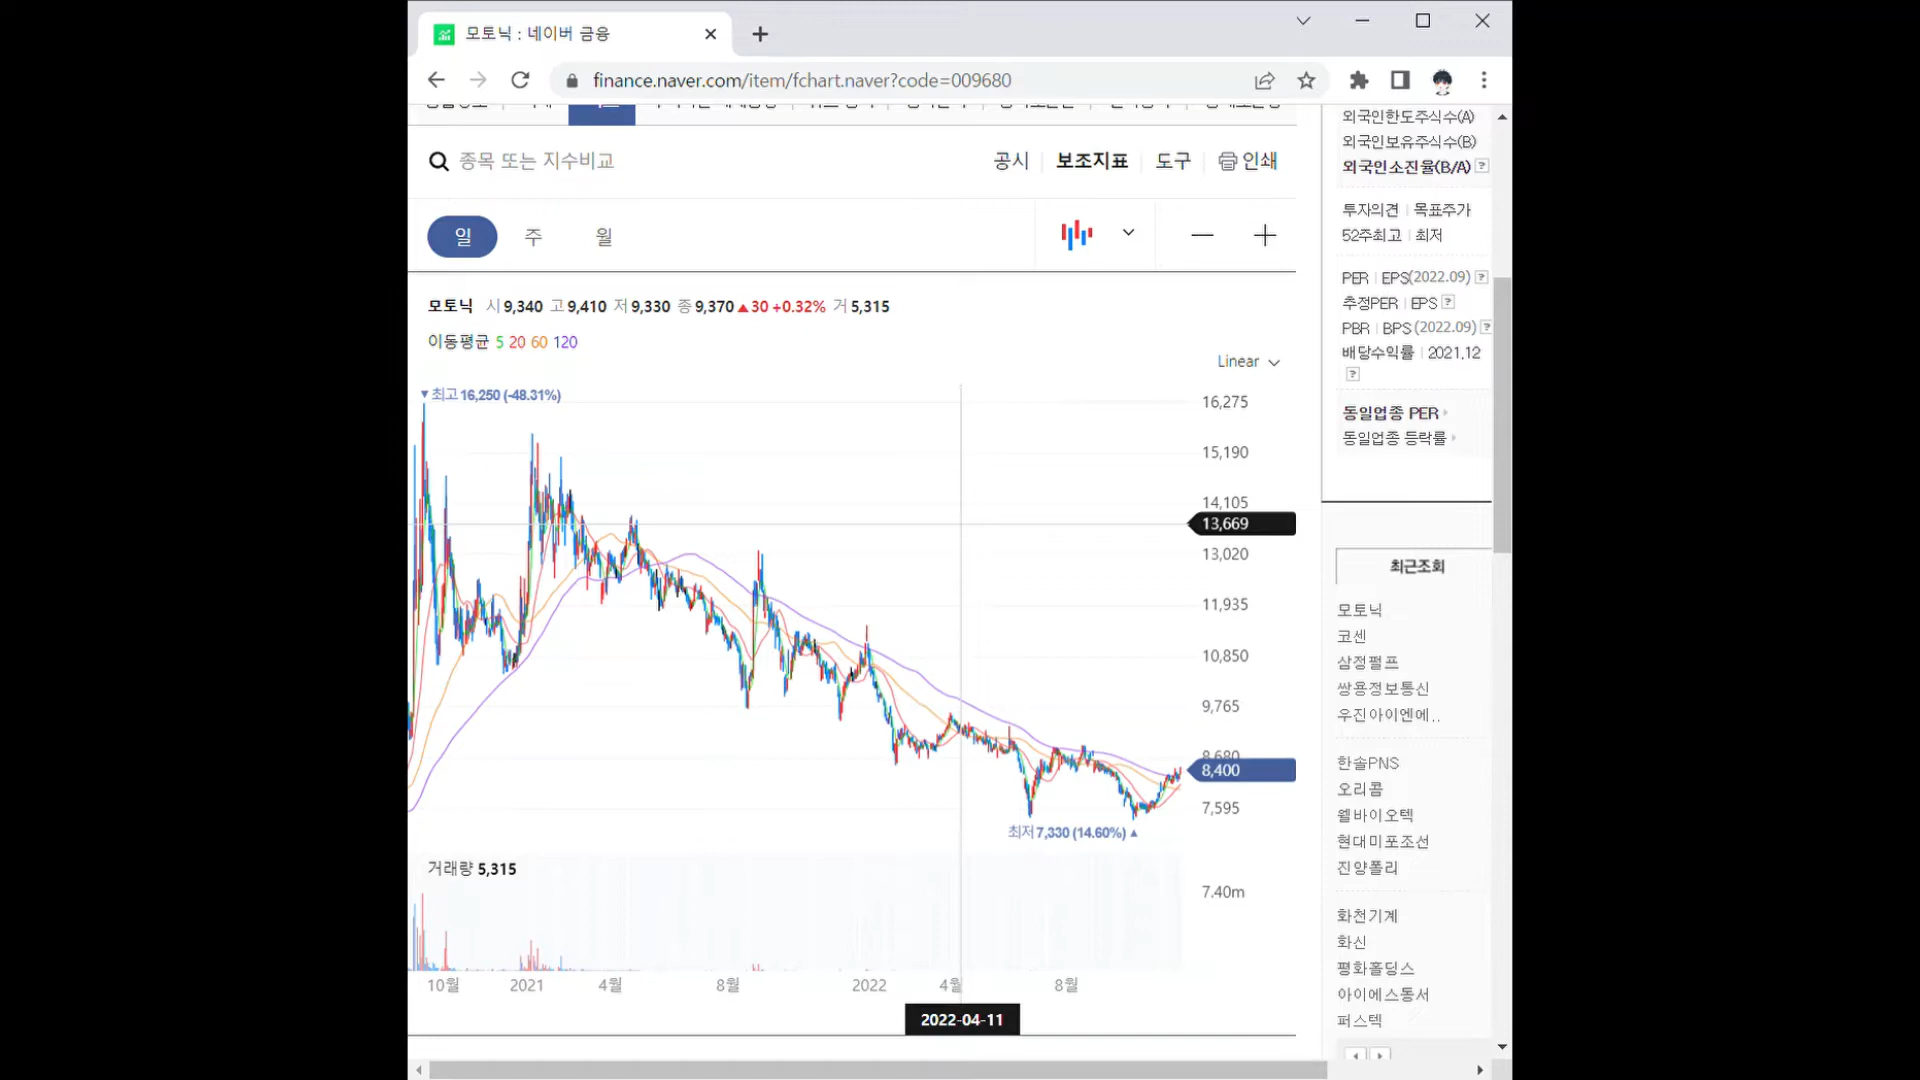 모토닉 : 네이버 금융
finance.naver.com/item/fchart.naver?code=009680
종목 또는 지수비교
공시 보조지표 도구 인쇄
일 주 월
모토닉 시 9,340 고 9,410 저 9,330 종 9,370 ▲30 +0.32% 거 5,315
이동평균 5 20 60 120
Linear
▼최고 16,250 (-48.31%)
16,275
15,190
14,105
13,669
13,020
11,935
10,850
9,765
8,680
8,400
7,595
최저 7,330 (14.60%) ▲
거래량 5,315
7.40m
10월 2021 4월 8월 2022 4월 8월
2022-04-11
외국인한도주식수(A)
외국인보유주식수(B)
외국인소진율(B/A) ?
투자의견 | 목표주가
52주최고 | 최저
PER | EPS(2022.09) ?
추정PER | EPS ?
PBR | BPS (2022.09) ?
배당수익률 | 2021.12
?
동일업종 PER
동일업종 등락률
최근조회
모토닉
코센
삼정펄프
쌍용정보통신
우진아이엔에..
한솔PNS
오리콤
웰바이오텍
현대미포조선
진양폴리
화천기계
화신
평화홀딩스
아이에스동서
퍼스텍